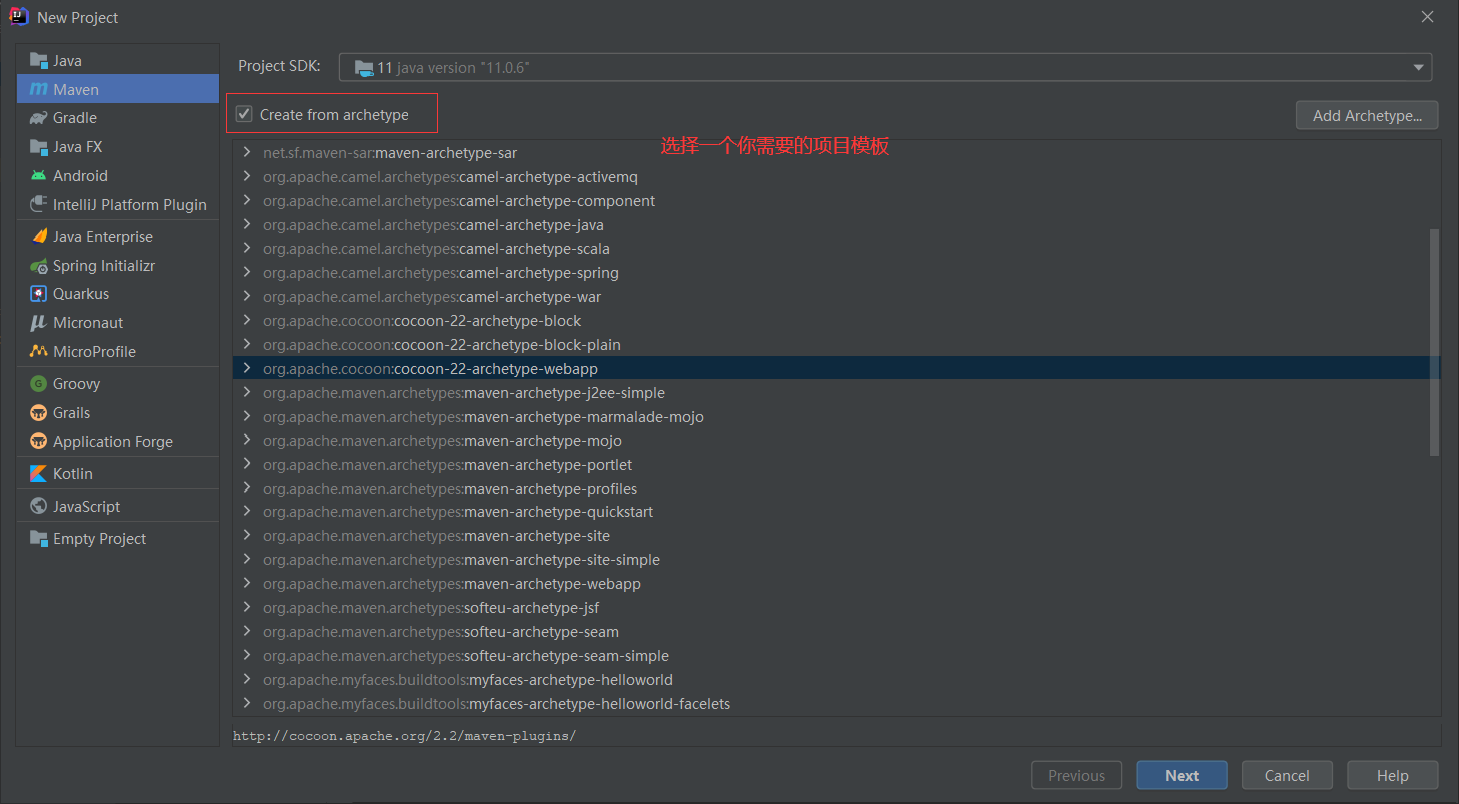 New Project
Java
Maven
Gradle
Java FX
Android
IntelliJ Platform Plugin
Java Enterprise
Spring Initializr
Quarkus
Micronaut
MicroProfile
Groovy
Grails
Application Forge
Kotlin
JavaScript
Empty Project
Project SDK: 11 java version "11.0.6"
Create from archetype
Add Archetype...
选择一个你需要的项目模板
net.sf.maven-sar:maven-archetype-sar
org.apache.camel.archetypes:camel-archetype-activemq
org.apache.camel.archetypes:camel-archetype-component
org.apache.camel.archetypes:camel-archetype-java
org.apache.camel.archetypes:camel-archetype-scala
org.apache.camel.archetypes:camel-archetype-spring
org.apache.camel.archetypes:camel-archetype-war
org.apache.cocoon:cocoon-22-archetype-block
org.apache.cocoon:cocoon-22-archetype-block-plain
org.apache.cocoon:cocoon-22-archetype-webapp
org.apache.maven.archetypes:maven-archetype-j2ee-simple
org.apache.maven.archetypes:maven-archetype-marmalade-mojo
org.apache.maven.archetypes:maven-archetype-mojo
org.apache.maven.archetypes:maven-archetype-portlet
org.apache.maven.archetypes:maven-archetype-profiles
org.apache.maven.archetypes:maven-archetype-quickstart
org.apache.maven.archetypes:maven-archetype-site
org.apache.maven.archetypes:maven-archetype-site-simple
org.apache.maven.archetypes:maven-archetype-webapp
org.apache.maven.archetypes:softeu-archetype-jsf
org.apache.maven.archetypes:softeu-archetype-seam
org.apache.maven.archetypes:softeu-archetype-seam-simple
org.apache.myfaces.buildtools:myfaces-archetype-helloworld
org.apache.myfaces.buildtools:myfaces-archetype-helloworld-facelets
http://cocoon.apache.org/2.2/maven-plugins/
Previous
Next
Cancel
Help